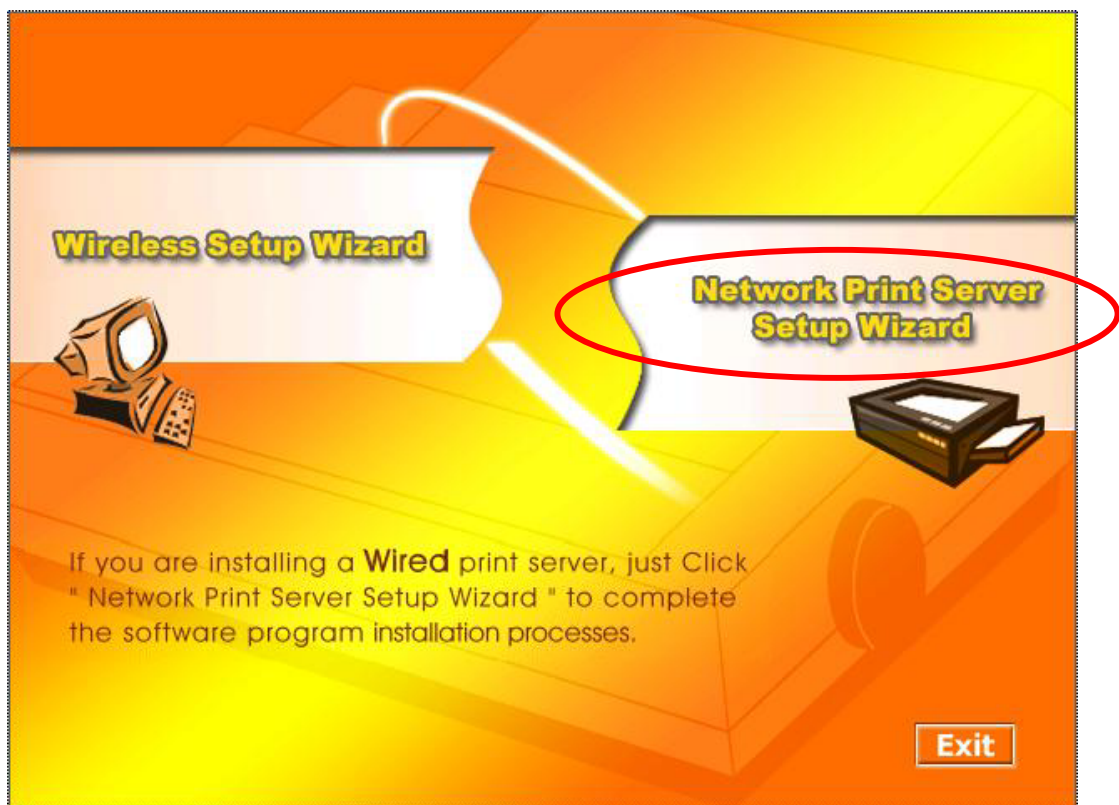 Wireless Setup Wizard
Network Print Server
Setup Wizard
If you are installing a Wired print server, just Click
" Network Print Server Setup Wizard " to complete
the software program installation processes.
Exit